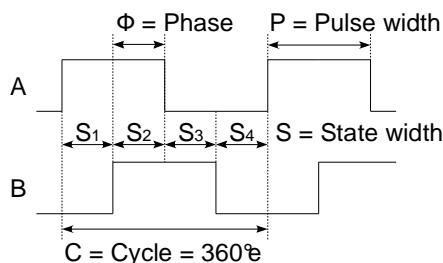 Φ = Phase P = Pulse width
A
S1 S2 S3 S4 S = State width
B
C = Cycle = 360°e